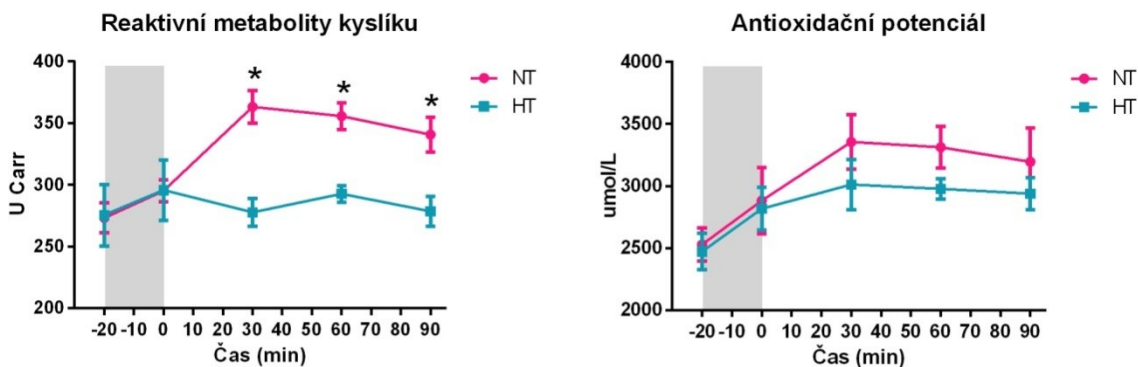 Reaktivní metabolity kyslíku
400
350
300
250
200
U Carr
* * *
-20 -10 0 10 20 30 40 50 60 70 80 90
Čas (min)
NT
HT
Antioxidační potenciál
4000
3500
3000
2500
2000
umol/L
-20 -10 0 10 20 30 40 50 60 70 80 90
Čas (min)
NT
HT